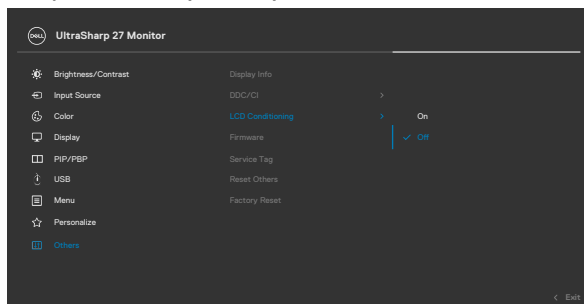 DELL UltraSharp 27 Monitor
Brightness/Contrast Display Info
Input Source DDC/CI >
Color LCD Conditioning > On
Display Firmware ✓ Off
PIP/PBP Service Tag
USB Reset Others
Menu Factory Reset
Personalize
Others
< Exit